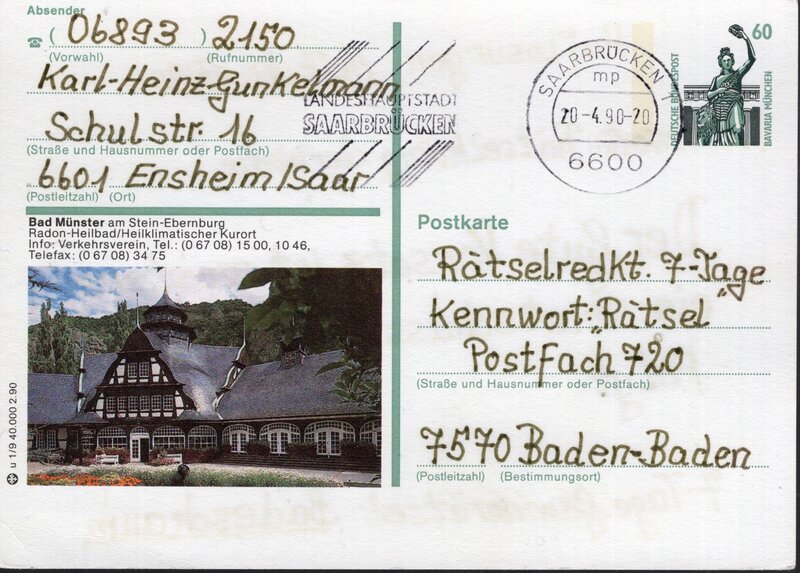 Absender
(06893) 2150
(Vorwahl) (Rufnummer)
Karl-Heinz Gunkelmann
Schulstr. 16
(Straße und Hausnummer oder Postfach)
6601 Ensheim/Saar
(Postleitzahl) (Ort)
LANDESHAUPTSTADT
SAARBRÜCKEN
SAARBRÜCKEN 1
mp
20-4.90-20
6600
60
DEUTSCHE BUNDESPOST
BAVARIA MÜNCHEN
Bad Münster am Stein-Ebernburg
Radon-Heilbad/Heilklimatischer Kurort
Info: Verkehrsverein, Tel.: (0 67 08) 15 00, 10 46,
Telefax: (0 67 08) 34 75
u 1/9 40.000 2.90
Postkarte
Rätselredkt. 7-Tage
Kennwort: „Rätsel"
Postfach 720
(Straße und Hausnummer oder Postfach)
7570 Baden-Baden
(Postleitzahl) (Bestimmungsort)